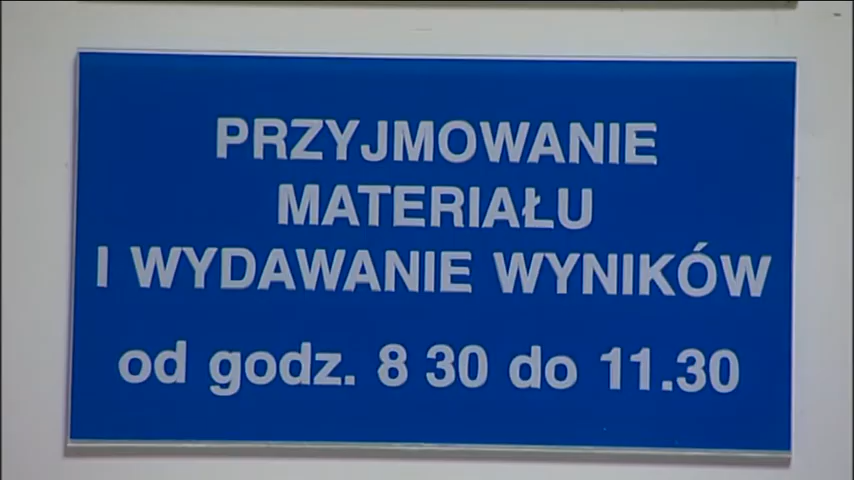 PRZYJMOWANIE
MATERIAŁU
I WYDAWANIE WYNIKÓW
od godz. 8 30 do 11.30